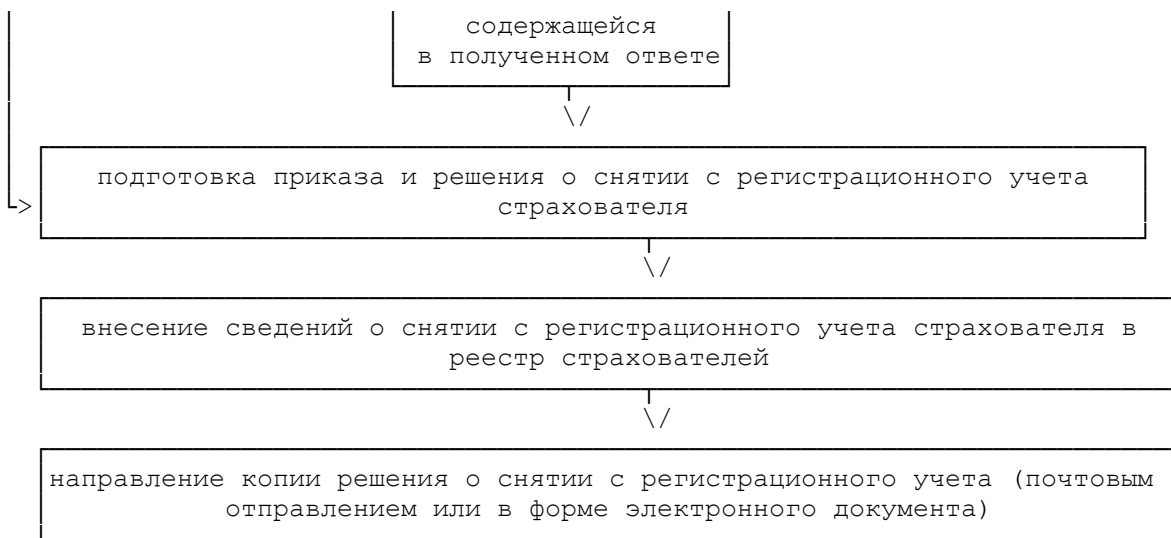 содержащейся
в полученном ответе
\/
подготовка приказа и решения о снятии с регистрационного учета
страхователя
\/
внесение сведений о снятии с регистрационного учета страхователя в
реестр страхователей
\/
направление копии решения о снятии с регистрационного учета (почтовым
отправлением или в форме электронного документа)